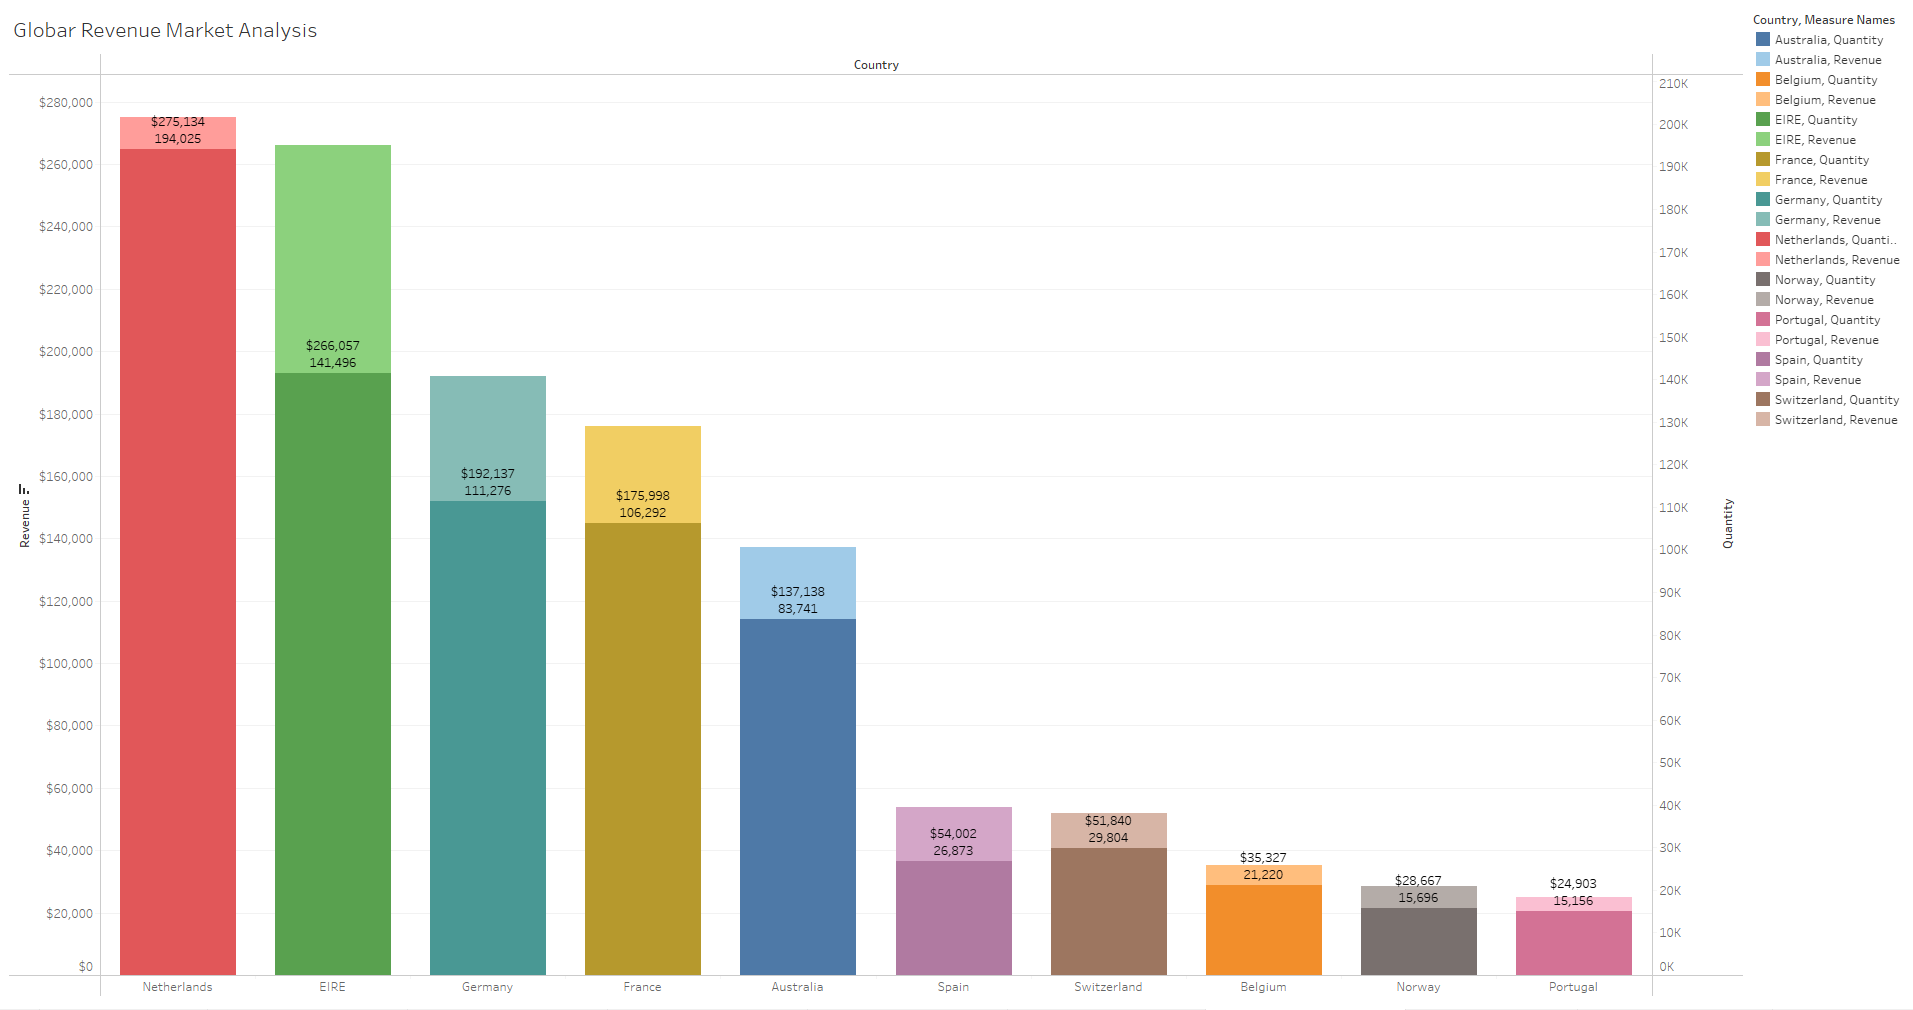 Globar Revenue Market Analysis
Country
Revenue
$280,000
$260,000
$240,000
$220,000
$200,000
$180,000
$160,000
$140,000
$120,000
$100,000
$80,000
$60,000
$40,000
$20,000
$0
$275,134
194,025
$266,057
141,496
$192,137
111,276
$175,998
106,292
$137,138
83,741
$54,002
26,873
$51,840
29,804
$35,327
21,220
$28,667
15,696
$24,903
15,156
210K
200K
190K
180K
170K
160K
150K
140K
130K
120K
110K
100K
90K
80K
70K
60K
50K
40K
30K
20K
10K
0K
Quantity
Netherlands
EIRE
Germany
France
Australia
Spain
Switzerland
Belgium
Norway
Portugal
Country, Measure Names
Australia, Quantity
Australia, Revenue
Belgium, Quantity
Belgium, Revenue
EIRE, Quantity
EIRE, Revenue
France, Quantity
France, Revenue
Germany, Quantity
Germany, Revenue
Netherlands, Quanti..
Netherlands, Revenue
Norway, Quantity
Norway, Revenue
Portugal, Quantity
Portugal, Revenue
Spain, Quantity
Spain, Revenue
Switzerland, Quantity
Switzerland, Revenue